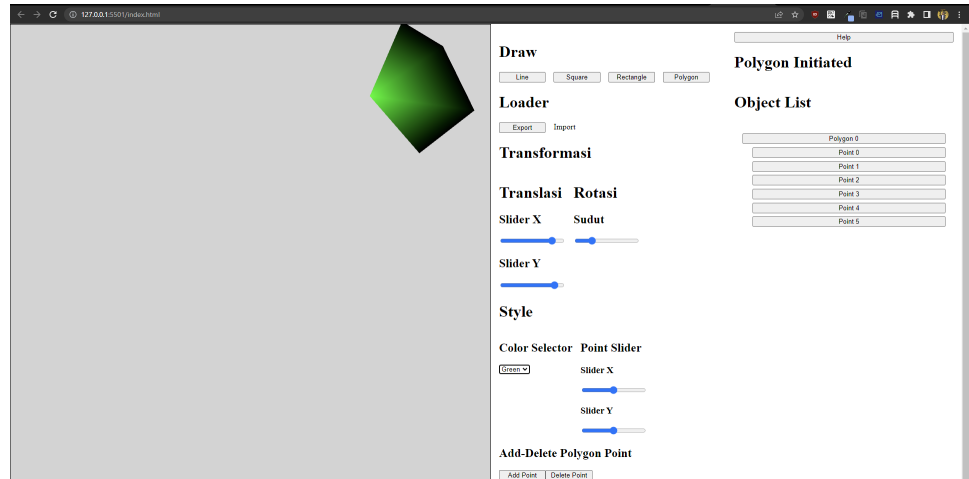 127.0.0.1:5501/index.html
Draw
Line
Square
Rectangle
Polygon
Loader
Export
Import
Transformasi
Translasi
Rotasi
Slider X
Sudut
Slider Y
Style
Color Selector
Point Slider
Green
Slider X
Slider Y
Add-Delete Polygon Point
Add Point
Delete Point
Help
Polygon Initiated
Object List
Polygon 0
Point 0
Point 1
Point 2
Point 3
Point 4
Point 5